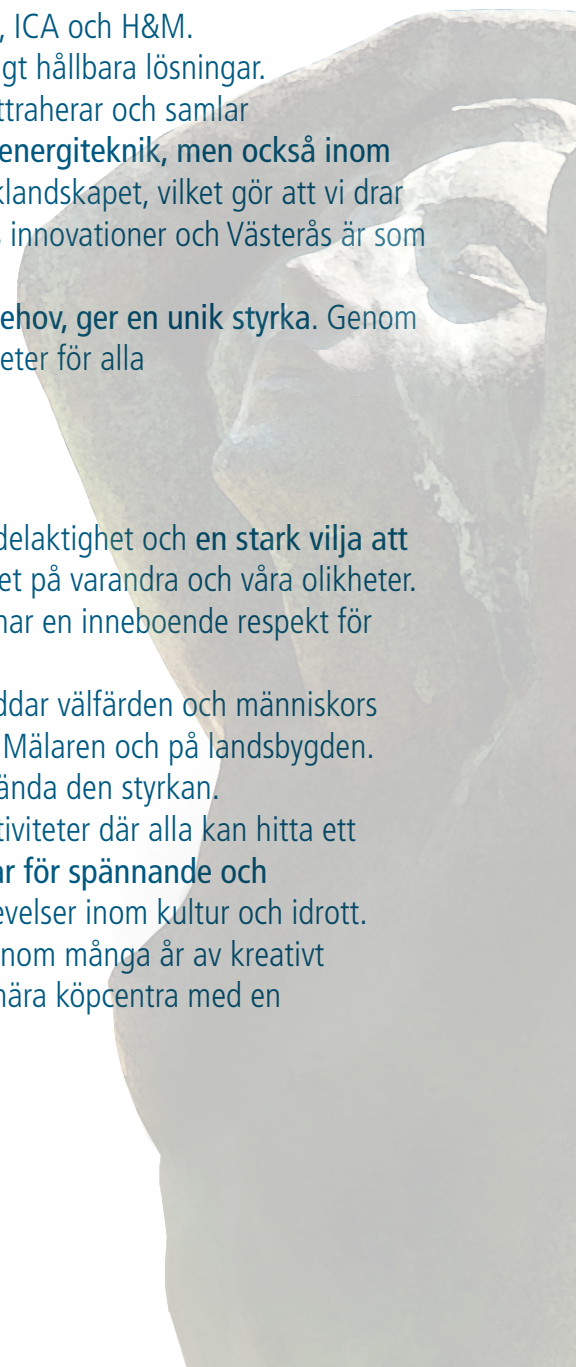 , ICA och H&M.
gt hållbara lösningar.
ttraherar och samlar
energiteknik, men också inom
klandskapet, vilket gör att vi drar
s innovationer och Västerås är som
ehov, ger en unik styrka. Genom
eter för alla
delaktighet och en stark vilja att
et på varandra och våra olikheter.
har en inneboende respekt för
ddar välfärden och människors
Mälaren och på landsbygden.
ända den styrkan.
tiviteter där alla kan hitta ett
ar för spännande och
evelser inom kultur och idrott.
nom många år av kreativt
nära köpcentra med en